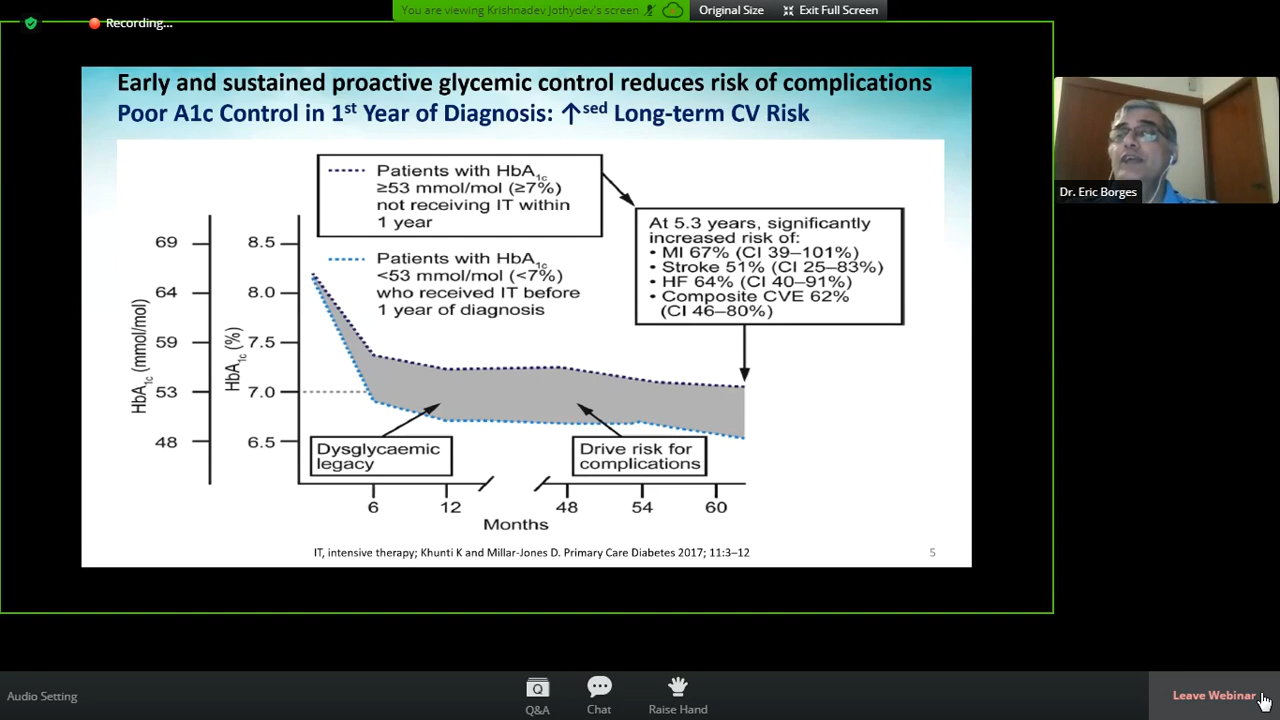 You are viewing Krishnadev Jothydev's screen
Original Size
Exit Full Screen
Recording...
Early and sustained proactive glycemic control reduces risk of complications
Poor A1c Control in 1st Year of Diagnosis: ↑sed Long-term CV Risk
Patients with HbA1c
≥53 mmol/mol (≥7%)
not receiving IT within
1 year
Patients with HbA1c
<53 mmol/mol (<7%)
who received IT before
1 year of diagnosis
At 5.3 years, significantly
increased risk of:
• MI 67% (CI 39–101%)
• Stroke 51% (CI 25–83%)
• HF 64% (CI 40–91%)
• Composite CVE 62%
(CI 46–80%)
HbA1c (mmol/mol)
69
64
59
53
48
HbA1c (%)
8.5
8.0
7.5
7.0
6.5
Dysglycaemic
legacy
Drive risk for
complications
6
12
48
54
60
Months
IT, intensive therapy; Khunti K and Millar-Jones D. Primary Care Diabetes 2017; 11:3–12
5
Dr. Eric Borges
Audio Setting
Q&A
Chat
Raise Hand
Leave Webinar